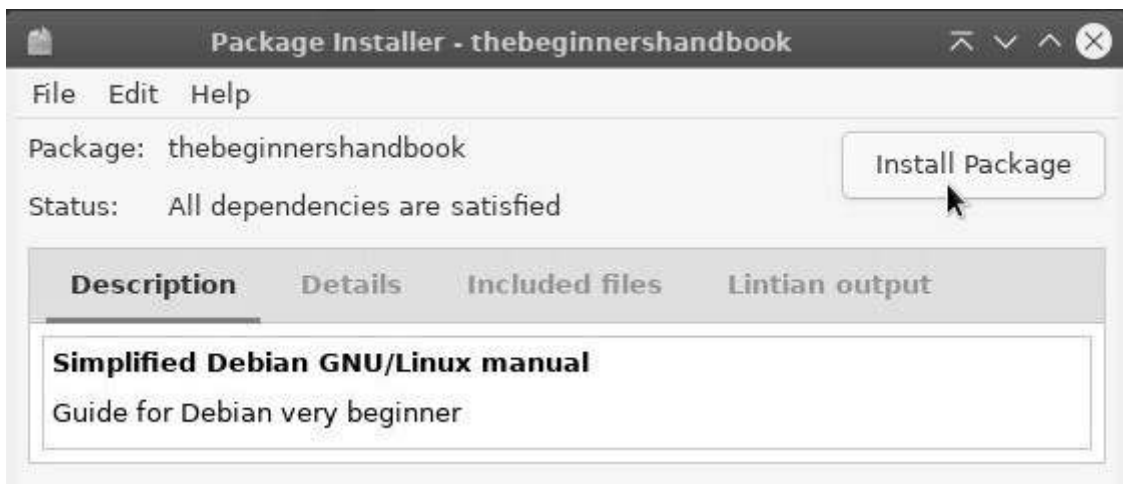 Package Installer - thebeginnershandbook
File Edit Help
Package: thebeginnershandbook
Install Package
Status: All dependencies are satisfied
Description Details Included files Lintian output
Simplified Debian GNU/Linux manual
Guide for Debian very beginner